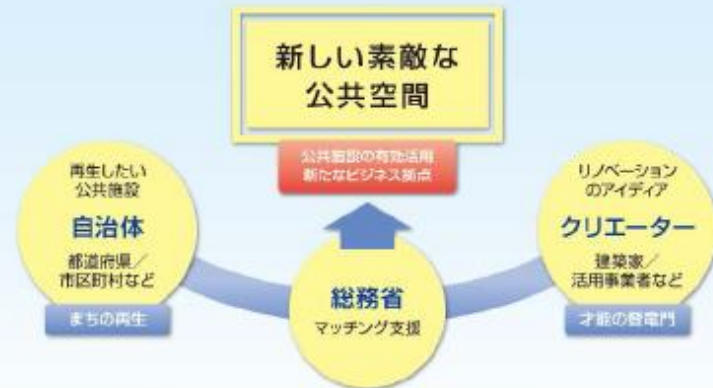 新しい素敵な
公共空間
公共施設の有効活用
新たなビジネス拠点
再生したい
公共施設
自治体
都道府県／
市区町村など
まちの再生
総務省
マッチング支援
リノベーション
のアイディア
クリエーター
建築家／
活用事業者など
才能の登竜門